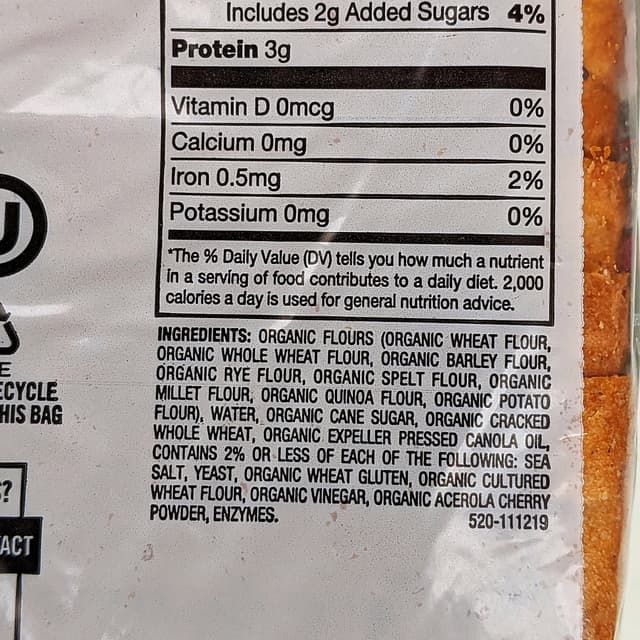 Includes 2g Added Sugars 4%
Protein 3g
Vitamin D 0mcg 0%
Calcium 0mg 0%
Iron 0.5mg 2%
Potassium 0mg 0%
*The % Daily Value (DV) tells you how much a nutrient
in a serving of food contributes to a daily diet. 2,000
calories a day is used for general nutrition advice.
INGREDIENTS: ORGANIC FLOURS (ORGANIC WHEAT FLOUR,
ORGANIC WHOLE WHEAT FLOUR, ORGANIC BARLEY FLOUR,
ORGANIC RYE FLOUR, ORGANIC SPELT FLOUR, ORGANIC
MILLET FLOUR, ORGANIC QUINOA FLOUR, ORGANIC POTATO
FLOUR), WATER, ORGANIC CANE SUGAR, ORGANIC CRACKED
WHOLE WHEAT, ORGANIC EXPELLER PRESSED CANOLA OIL,
CONTAINS 2% OR LESS OF EACH OF THE FOLLOWING: SEA
SALT, YEAST, ORGANIC WHEAT GLUTEN, ORGANIC CULTURED
WHEAT FLOUR, ORGANIC VINEGAR, ORGANIC ACEROLA CHERRY
POWDER, ENZYMES.
520-111219
U
E
ECYCLE
HIS BAG
S?
TACT